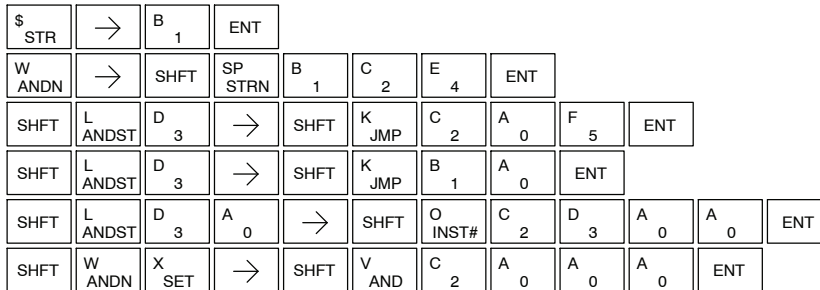 $ STR → B 1 ENT
W ANDN → SHFT SP STRN B 1 C 2 E 4 ENT
SHFT L ANDST D 3 → SHFT K JMP C 2 A 0 F 5 ENT
SHFT L ANDST D 3 → SHFT K JMP B 1 A 0 ENT
SHFT L ANDST D 3 A 0 → SHFT O INST# C 2 D 3 A 0 A 0 ENT
SHFT W ANDN X SET → SHFT V AND C 2 A 0 A 0 A 0 ENT